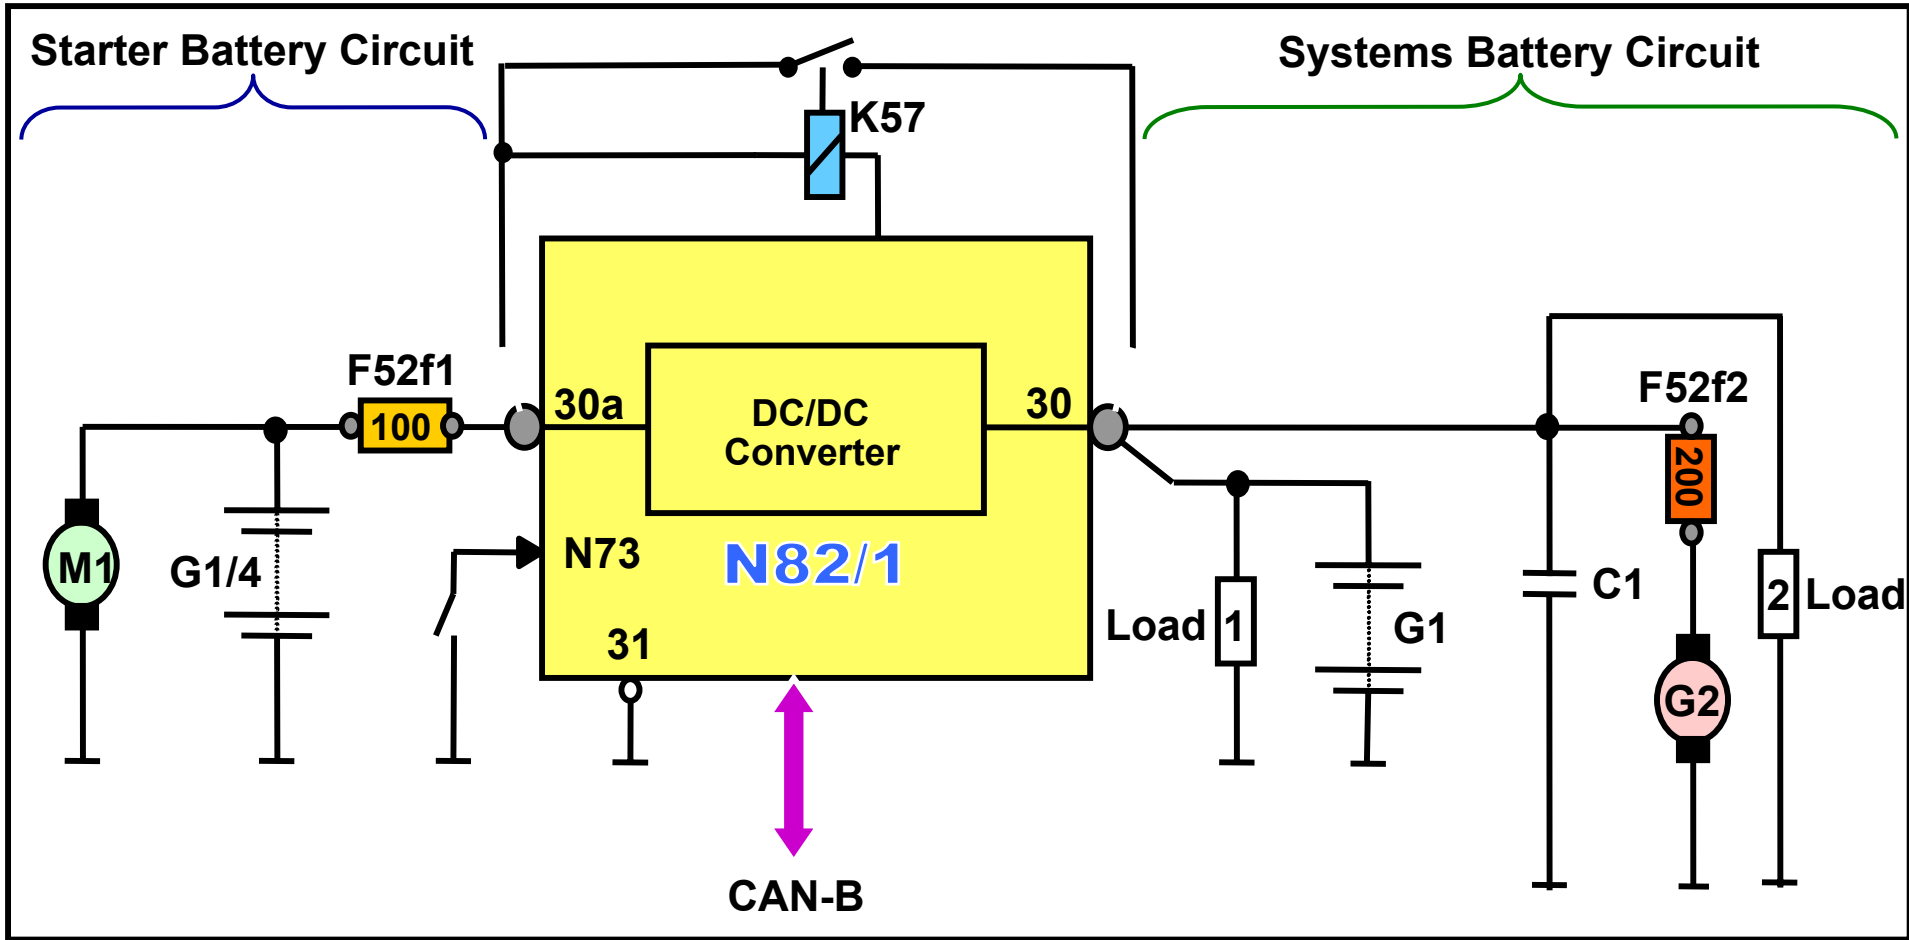 Starter Battery Circuit
Systems Battery Circuit
K57
F52f1
100
30a
DC/DC
Converter
30
F52f2
200
M1
G1/4
N73
N82/1
31
Load
1
G1
C1
2
Load
G2
CAN-B